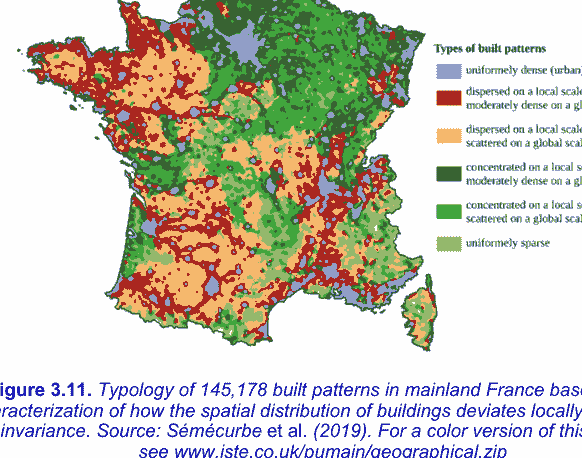 Types of built patterns
uniformely dense (urban)
dispersed on a local scale
moderately dense on a gl
dispersed on a local scale
scattered on a global scal
concentrated on a local s
moderately dense on a gl
concentrated on a local s
scattered on a global scal
uniformely sparse
igure 3.11. Typology of 145,178 built patterns in mainland France base
aracterization of how the spatial distribution of buildings deviates locally
invariance. Source: Sémécurbe et al. (2019). For a color version of this
see www.iste.co.uk/pumain/geographical.zip